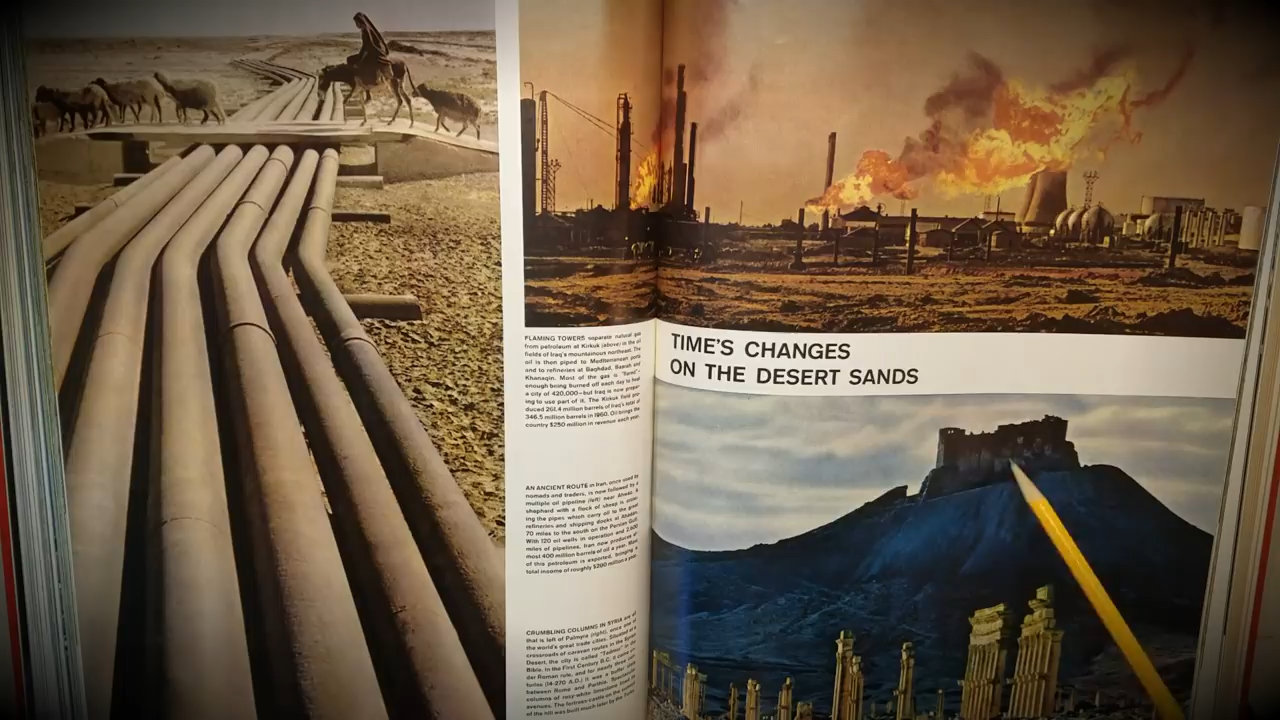 FLAMING TOWERS separate natural gas
from petroleum at Kirkuk (above) in the oil
fields of Iraq's mountainous northeast. The
oil is then piped to Mediterranean ports
and to refineries at Baghdad, Basrah and
Khanaqin. Most of the gas is "flared"—
enough being burned off each day to heat
a city of 420,000—but Iraq is now prepar-
ing to use part of it. The Kirkuk field pro-
duced 261.4 million barrels of Iraq's total of
346.5 million barrels in 1960. Oil brings the
country $250 million in revenue each year.
TIME'S CHANGES
ON THE DESERT SANDS
AN ANCIENT ROUTE in Iran, once used by
nomads and traders, is now followed by a
multiple oil pipeline (left) near Ahwaz. A
shepherd with a flock of sheep is cross-
ing the pipes which carry oil to the great
refineries and shipping docks at Abadan,
70 miles to the south on the Persian Gulf.
With 120 oil wells in operation and 2,600
miles of pipelines, Iran now produces al-
most 400 million barrels of oil a year. Most
of this petroleum is exported, bringing a
total income of roughly $280 million a year.
CRUMBLING COLUMNS IN SYRIA are all
that is left of Palmyra (right), once one of
the world's great trade cities. Situated at
crossroads of caravan routes in the Syrian
Desert, the city is called "Tadmor" in the
Bible. In the First Century B.C. it came un-
der Roman rule, and for nearly three cen-
turies (14-270 A.D.) it was a buffer state
between Rome and Parthia. Spectacular
columns of rosy-white limestone lined its
avenues. The fortress castle on the
of the hill was built much later by the Turks.